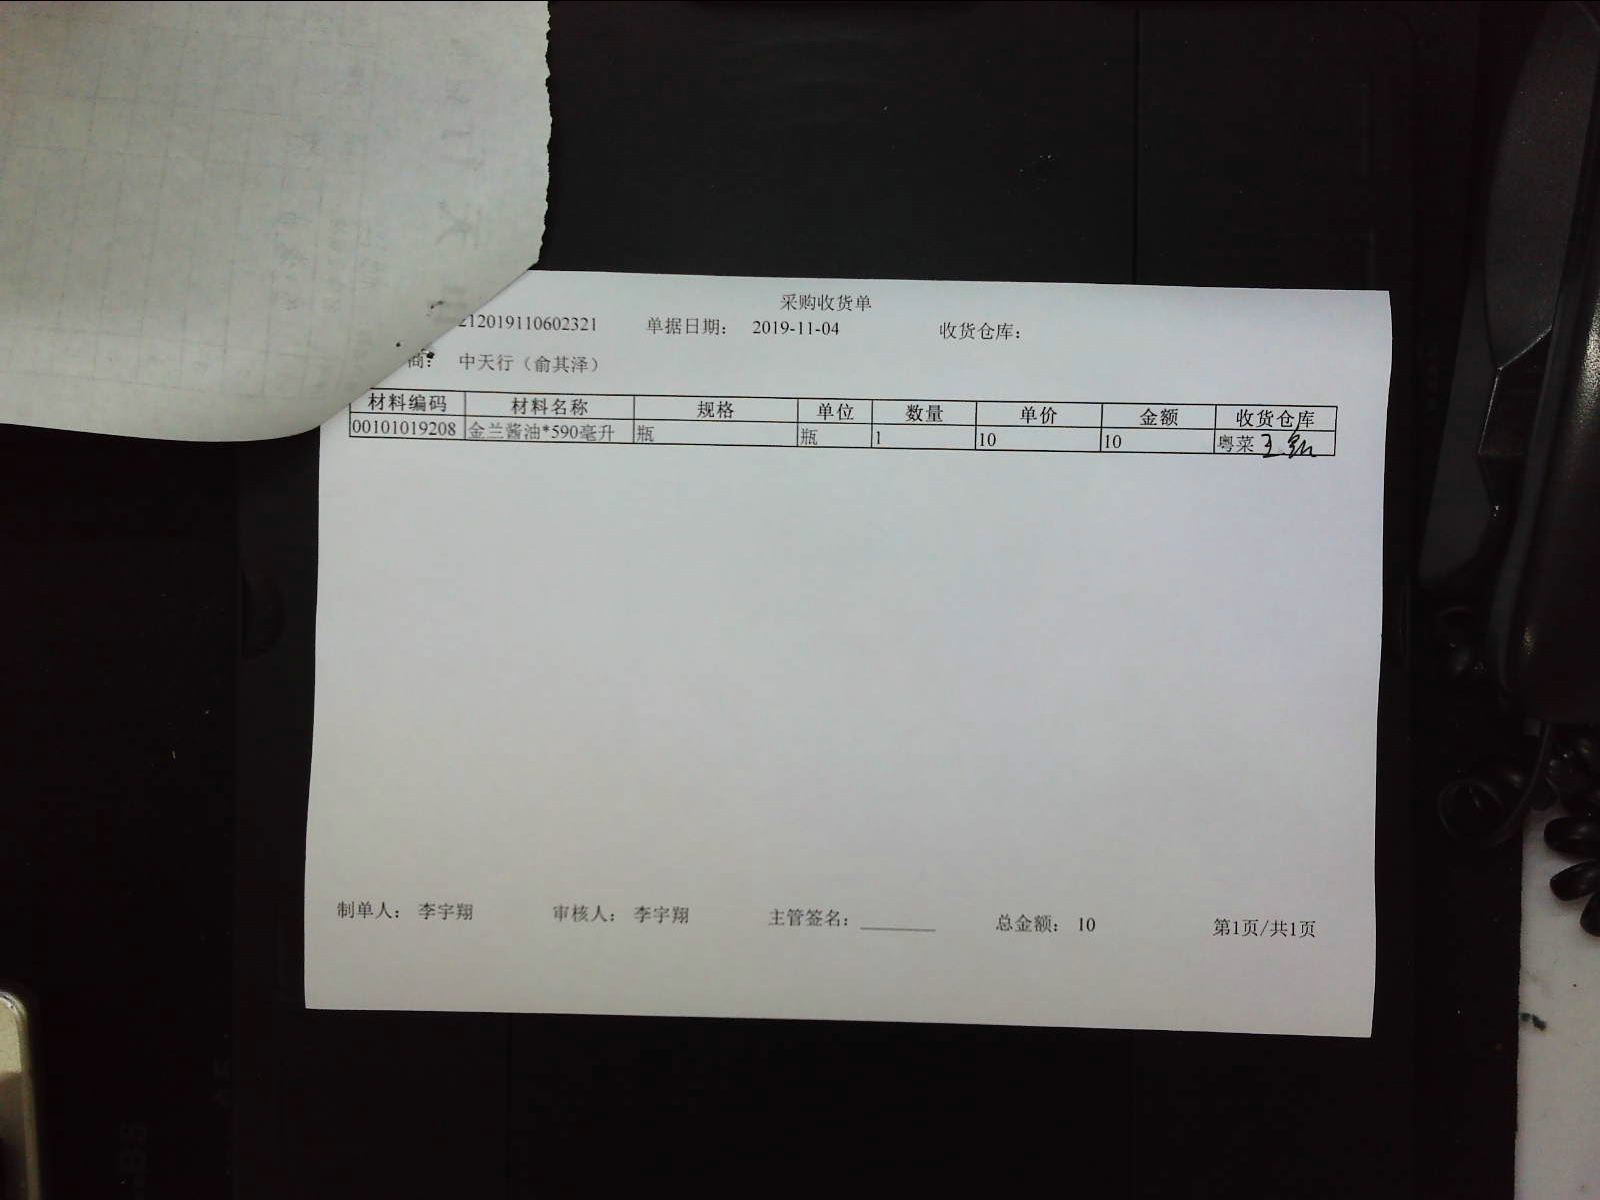 采购收货单
212019110602321 单据日期： 2019-11-04 收货仓库：
商： 中天行（俞其泽）
材料编码 材料名称 规格 单位 数量 单价 金额 收货仓库
00101019208 金兰酱油*590毫升 瓶 瓶 1 10 10 粤菜
制单人： 李宇翔 审核人： 李宇翔 主管签名： 总金额： 10 第1页/共1页